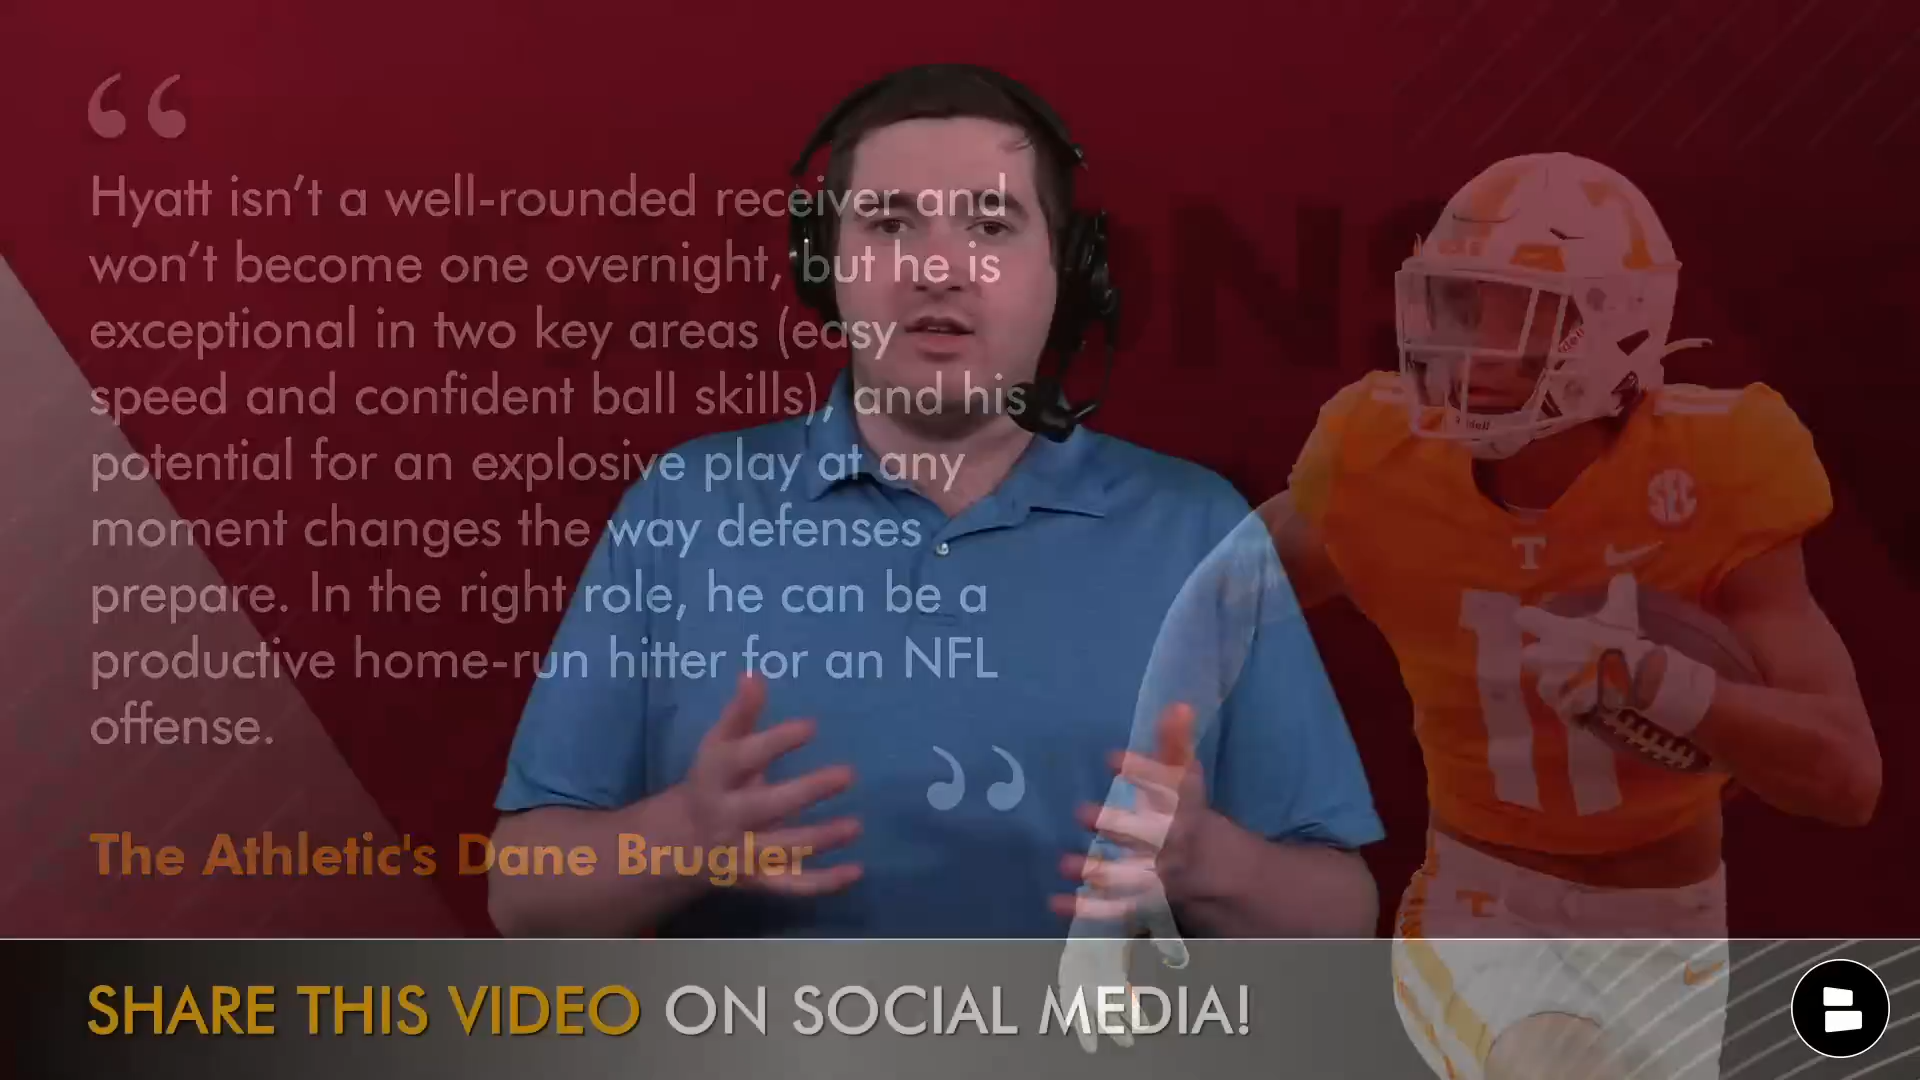 “
Hyatt isn’t a well-rounded receiver and
won’t become one overnight, but he is
exceptional in two key areas (easy
speed and confident ball skills), and his
potential for an explosive play at any
moment changes the way defenses
prepare. In the right role, he can be a
productive home-run hitter for an NFL
offense.
”
The Athletic's Dane Brugler
T
SEC
11
SHARE THIS VIDEO ON SOCIAL MEDIA!